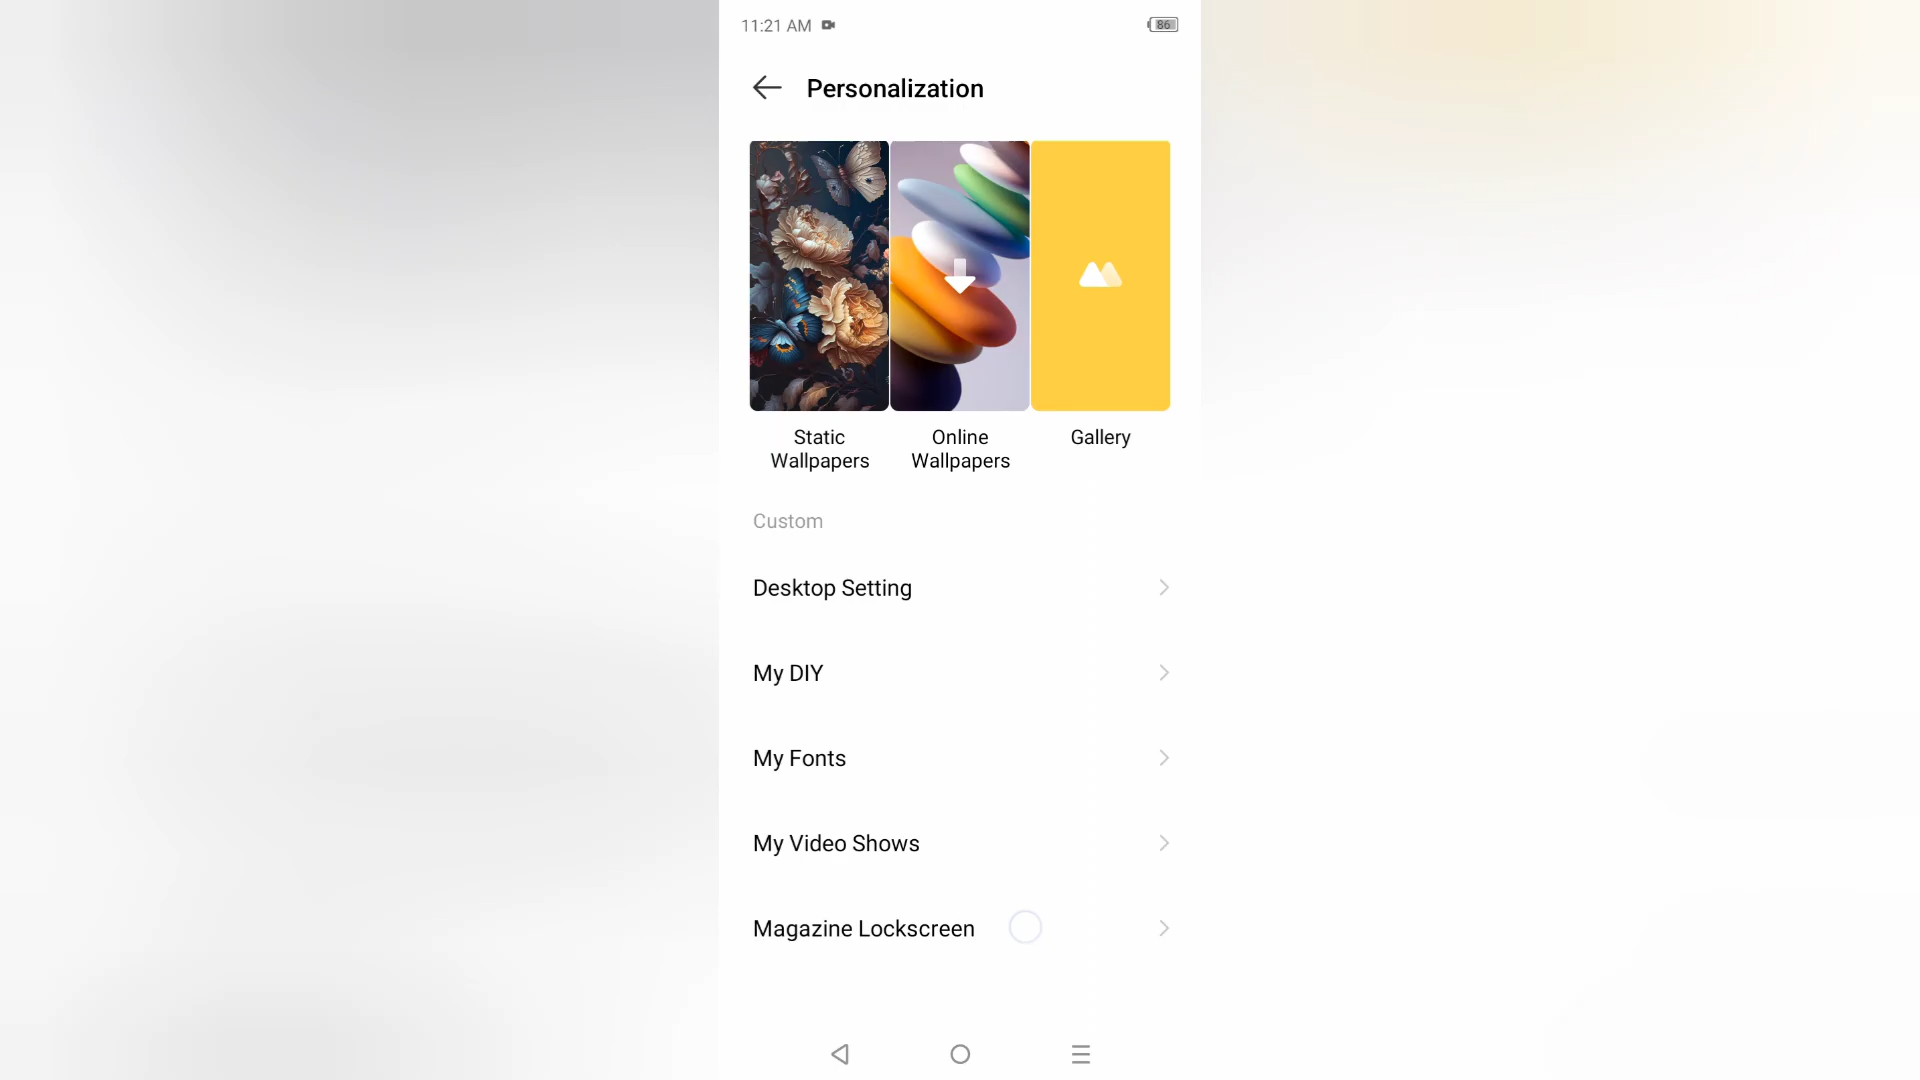 11:21 AM
86
Personalization
Static
Wallpapers
Online
Wallpapers
Gallery
Custom
Desktop Setting
My DIY
My Fonts
My Video Shows
Magazine Lockscreen